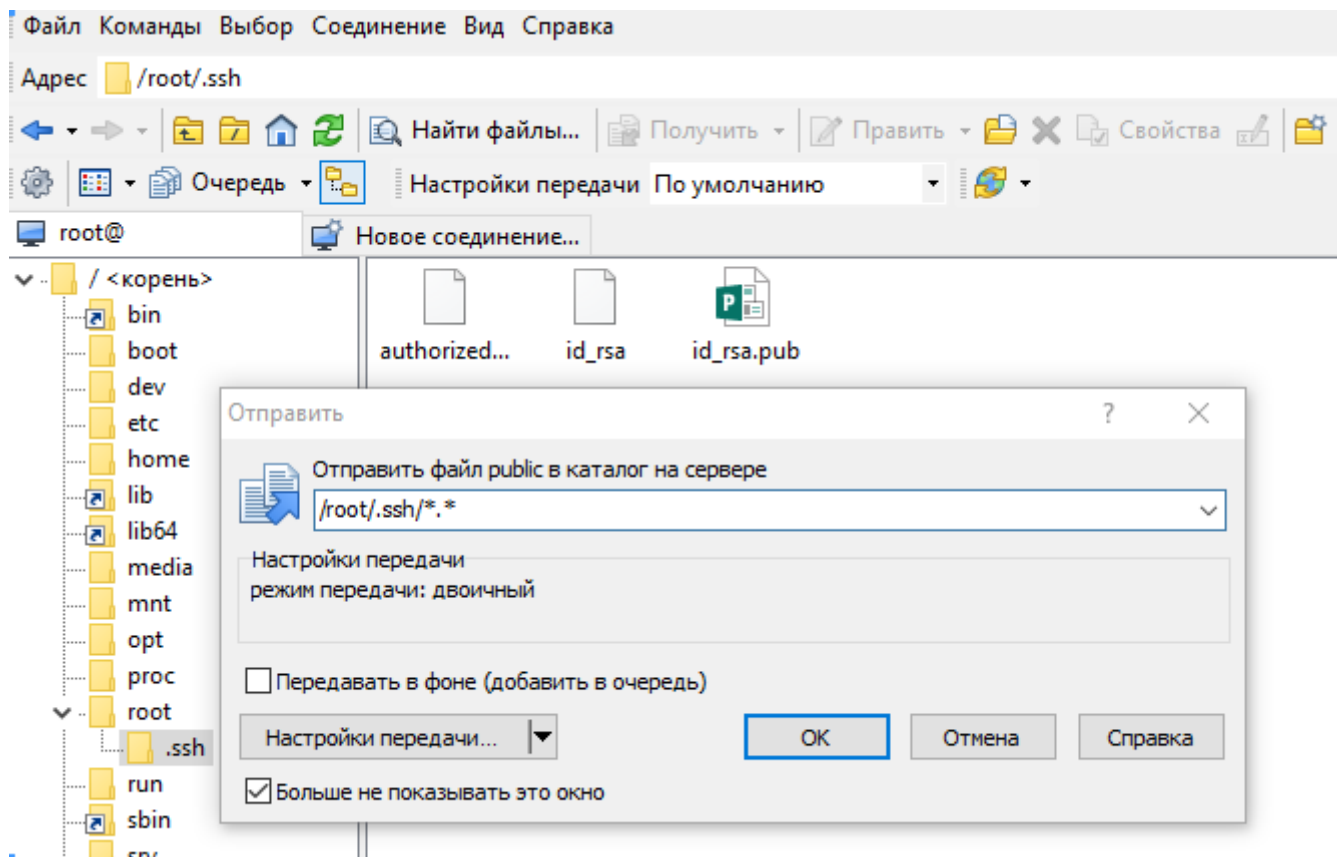 Файл Команды Выбор Соединение Вид Справка
Адрес /root/.ssh
Найти файлы... Получить Править Свойства
Очередь Настройки передачи По умолчанию
root@ Новое соединение...
/ <корень>
bin
boot
dev
etc
home
lib
lib64
media
mnt
opt
proc
root
.ssh
run
sbin
authorized... id_rsa id_rsa.pub
Отправить ?
Отправить файл public в каталог на сервере
/root/.ssh/*.*
Настройки передачи
режим передачи: двоичный
Передавать в фоне (добавить в очередь)
Настройки передачи... OK Отмена Справка
Больше не показывать это окно